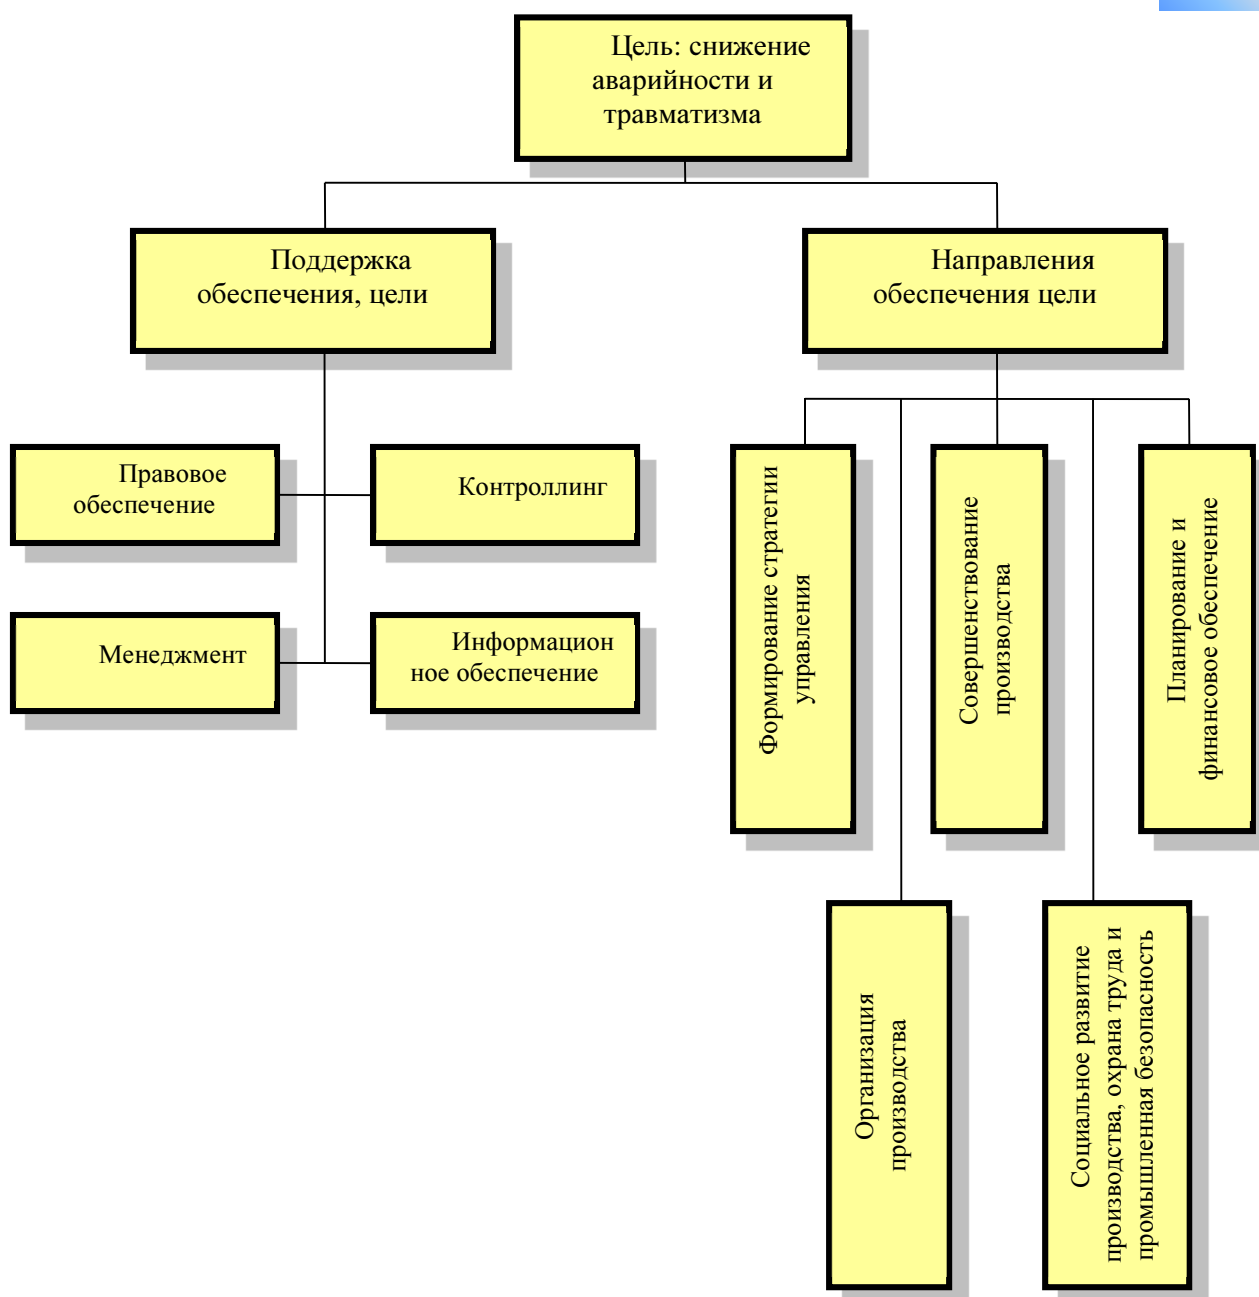 Цель: снижение
аварийности и
травматизма
Поддержка
обеспечения, цели
Направления
обеспечения цели
Правовое
обеспечение
Контроллинг
Менеджмент
Информацион
ное обеспечение
Формирование стратегии
управления
Совершенствование
производства
Планирование и
финансовое обеспечение
Организация
производства
Социальное развитие
производства, охрана труда и
промышленная безопасность